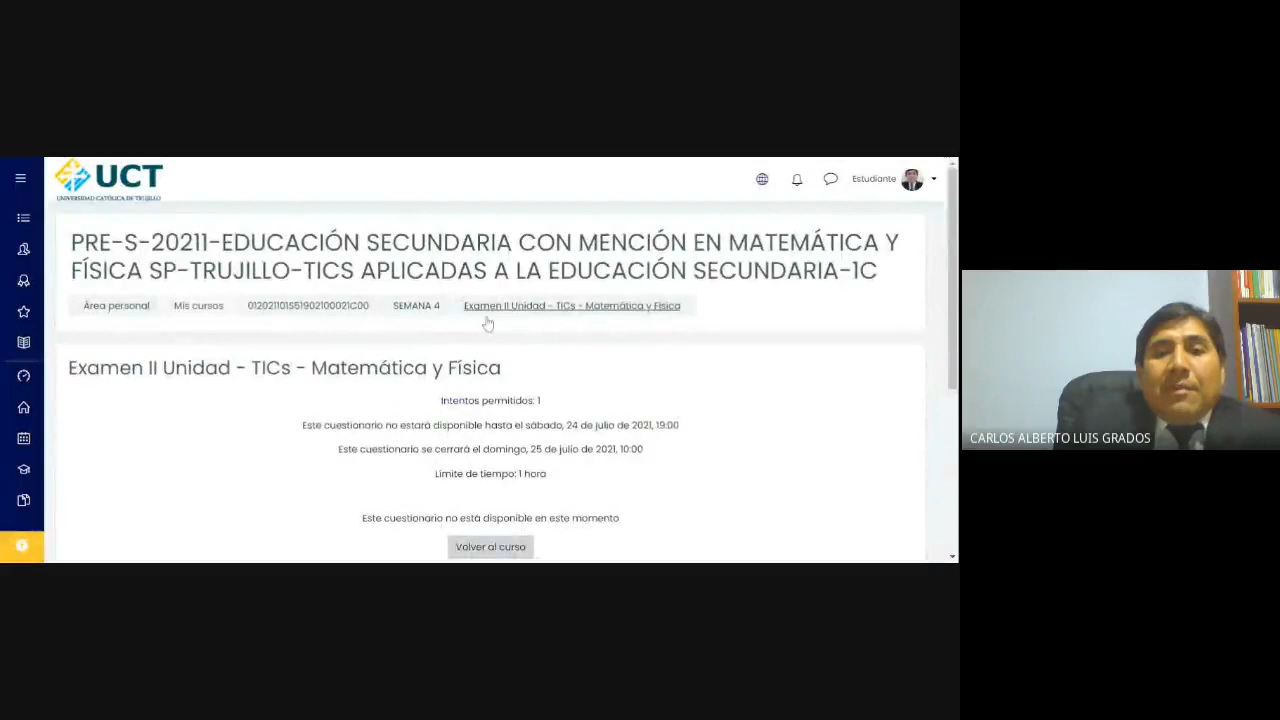 UCT
UNIVERSIDAD CATÓLICA DE TRUJILLO
Estudiante
PRE-S-20211-EDUCACIÓN SECUNDARIA CON MENCIÓN EN MATEMÁTICA Y
FÍSICA SP-TRUJILLO-TICS APLICADAS A LA EDUCACIÓN SECUNDARIA-1C
Área personal Mis cursos 012021101S51902100021C00 SEMANA 4 Examen II Unidad - TICs - Matemática y Física
Examen II Unidad - TICs - Matemática y Física
Intentos permitidos: 1
Este cuestionario no estará disponible hasta el sábado, 24 de julio de 2021, 19:00
Este cuestionario se cerrará el domingo, 25 de julio de 2021, 10:00
Límite de tiempo: 1 hora
Este cuestionario no está disponible en este momento
Volver al curso
CARLOS ALBERTO LUIS GRADOS